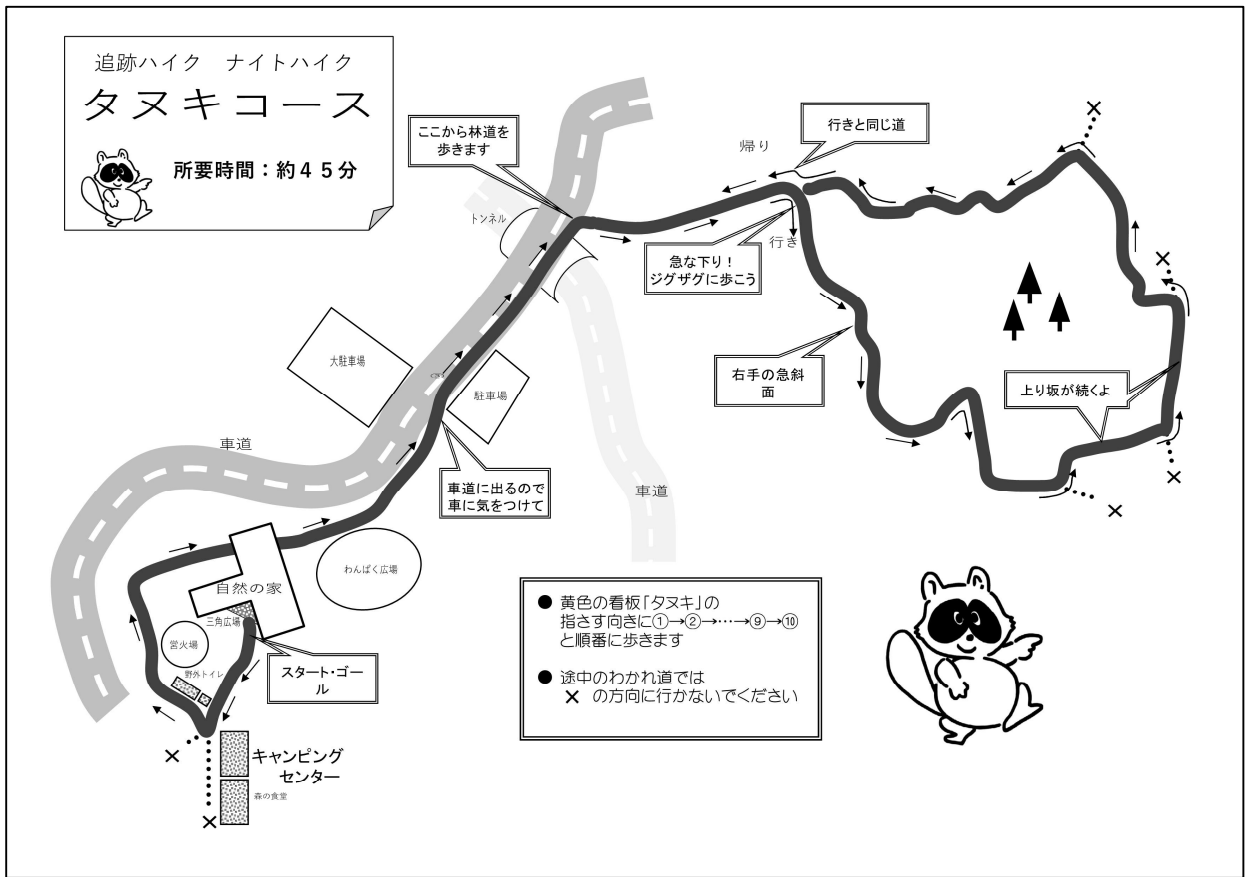 追跡ハイク ナイトハイク
タヌキコース
所要時間：約４５分
ここから林道を
歩きます
行きと同じ道
帰り
トンネル
行き
急な下り！
ジグザグに歩こう
大駐車場
駐車場
右手の急斜
面
上り坂が続くよ
車道
車道に出るので
車に気をつけて
車道
わんぱく広場
自然の家
三角広場
営火場
野外トイレ
スタート・ゴー
ル
キャンピング
センター
森の食堂
● 黄色の看板「タヌキ」の
指さす向きに①→②→…→⑨→⑩
と順番に歩きます
● 途中のわかれ道では
× の方向に行かないでください